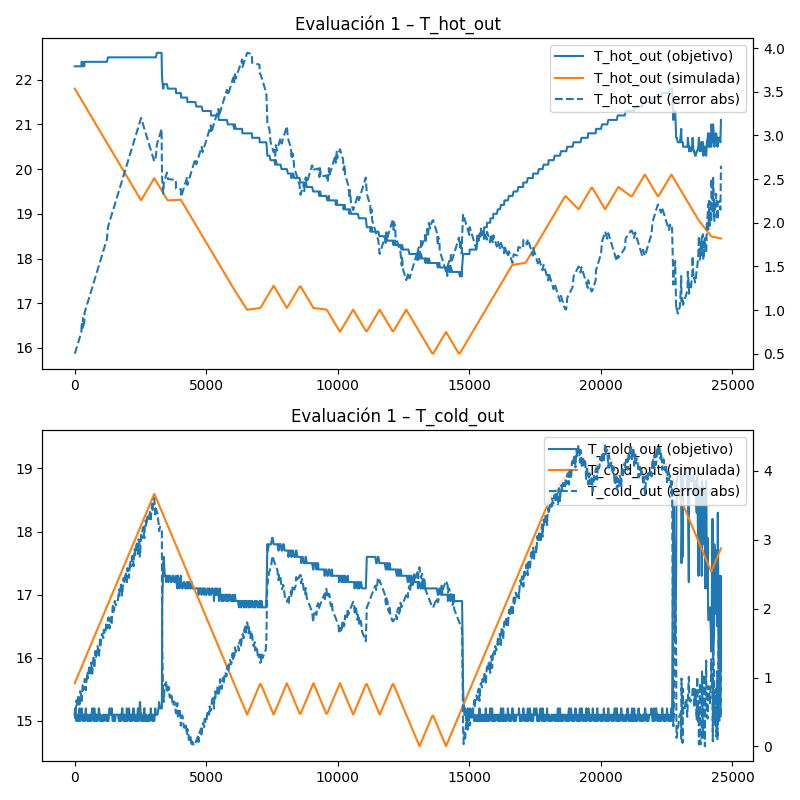 Evaluación 1 – T_hot_out
T_hot_out (objetivo)
T_hot_out (simulada)
T_hot_out (error abs)
22
21
20
19
18
17
16
4.0
3.5
3.0
2.5
2.0
1.5
1.0
0.5
0 5000 10000 15000 20000 25000
Evaluación 1 – T_cold_out
T_cold_out (objetivo)
T_cold_out (simulada)
T_cold_out (error abs)
19
18
17
16
15
4
3
2
1
0
0 5000 10000 15000 20000 25000